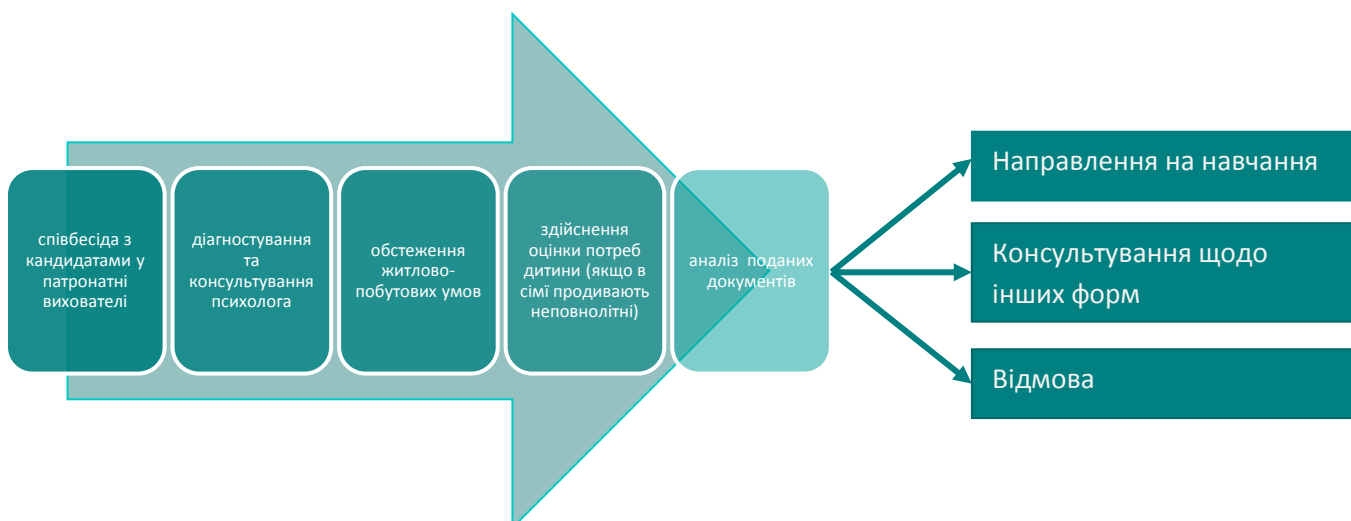 співбесіда з
кандидатами у
патронатні
вихователі
діагностування
та
консультування
психолога
обстеження
житлово-
побутових умов
здійснення
оцінки потреб
дитини (якщо в
сімї продивають
неповнолітні)
аналіз поданих
документів
Направлення на навчання
Консультування щодо
інших форм
Відмова